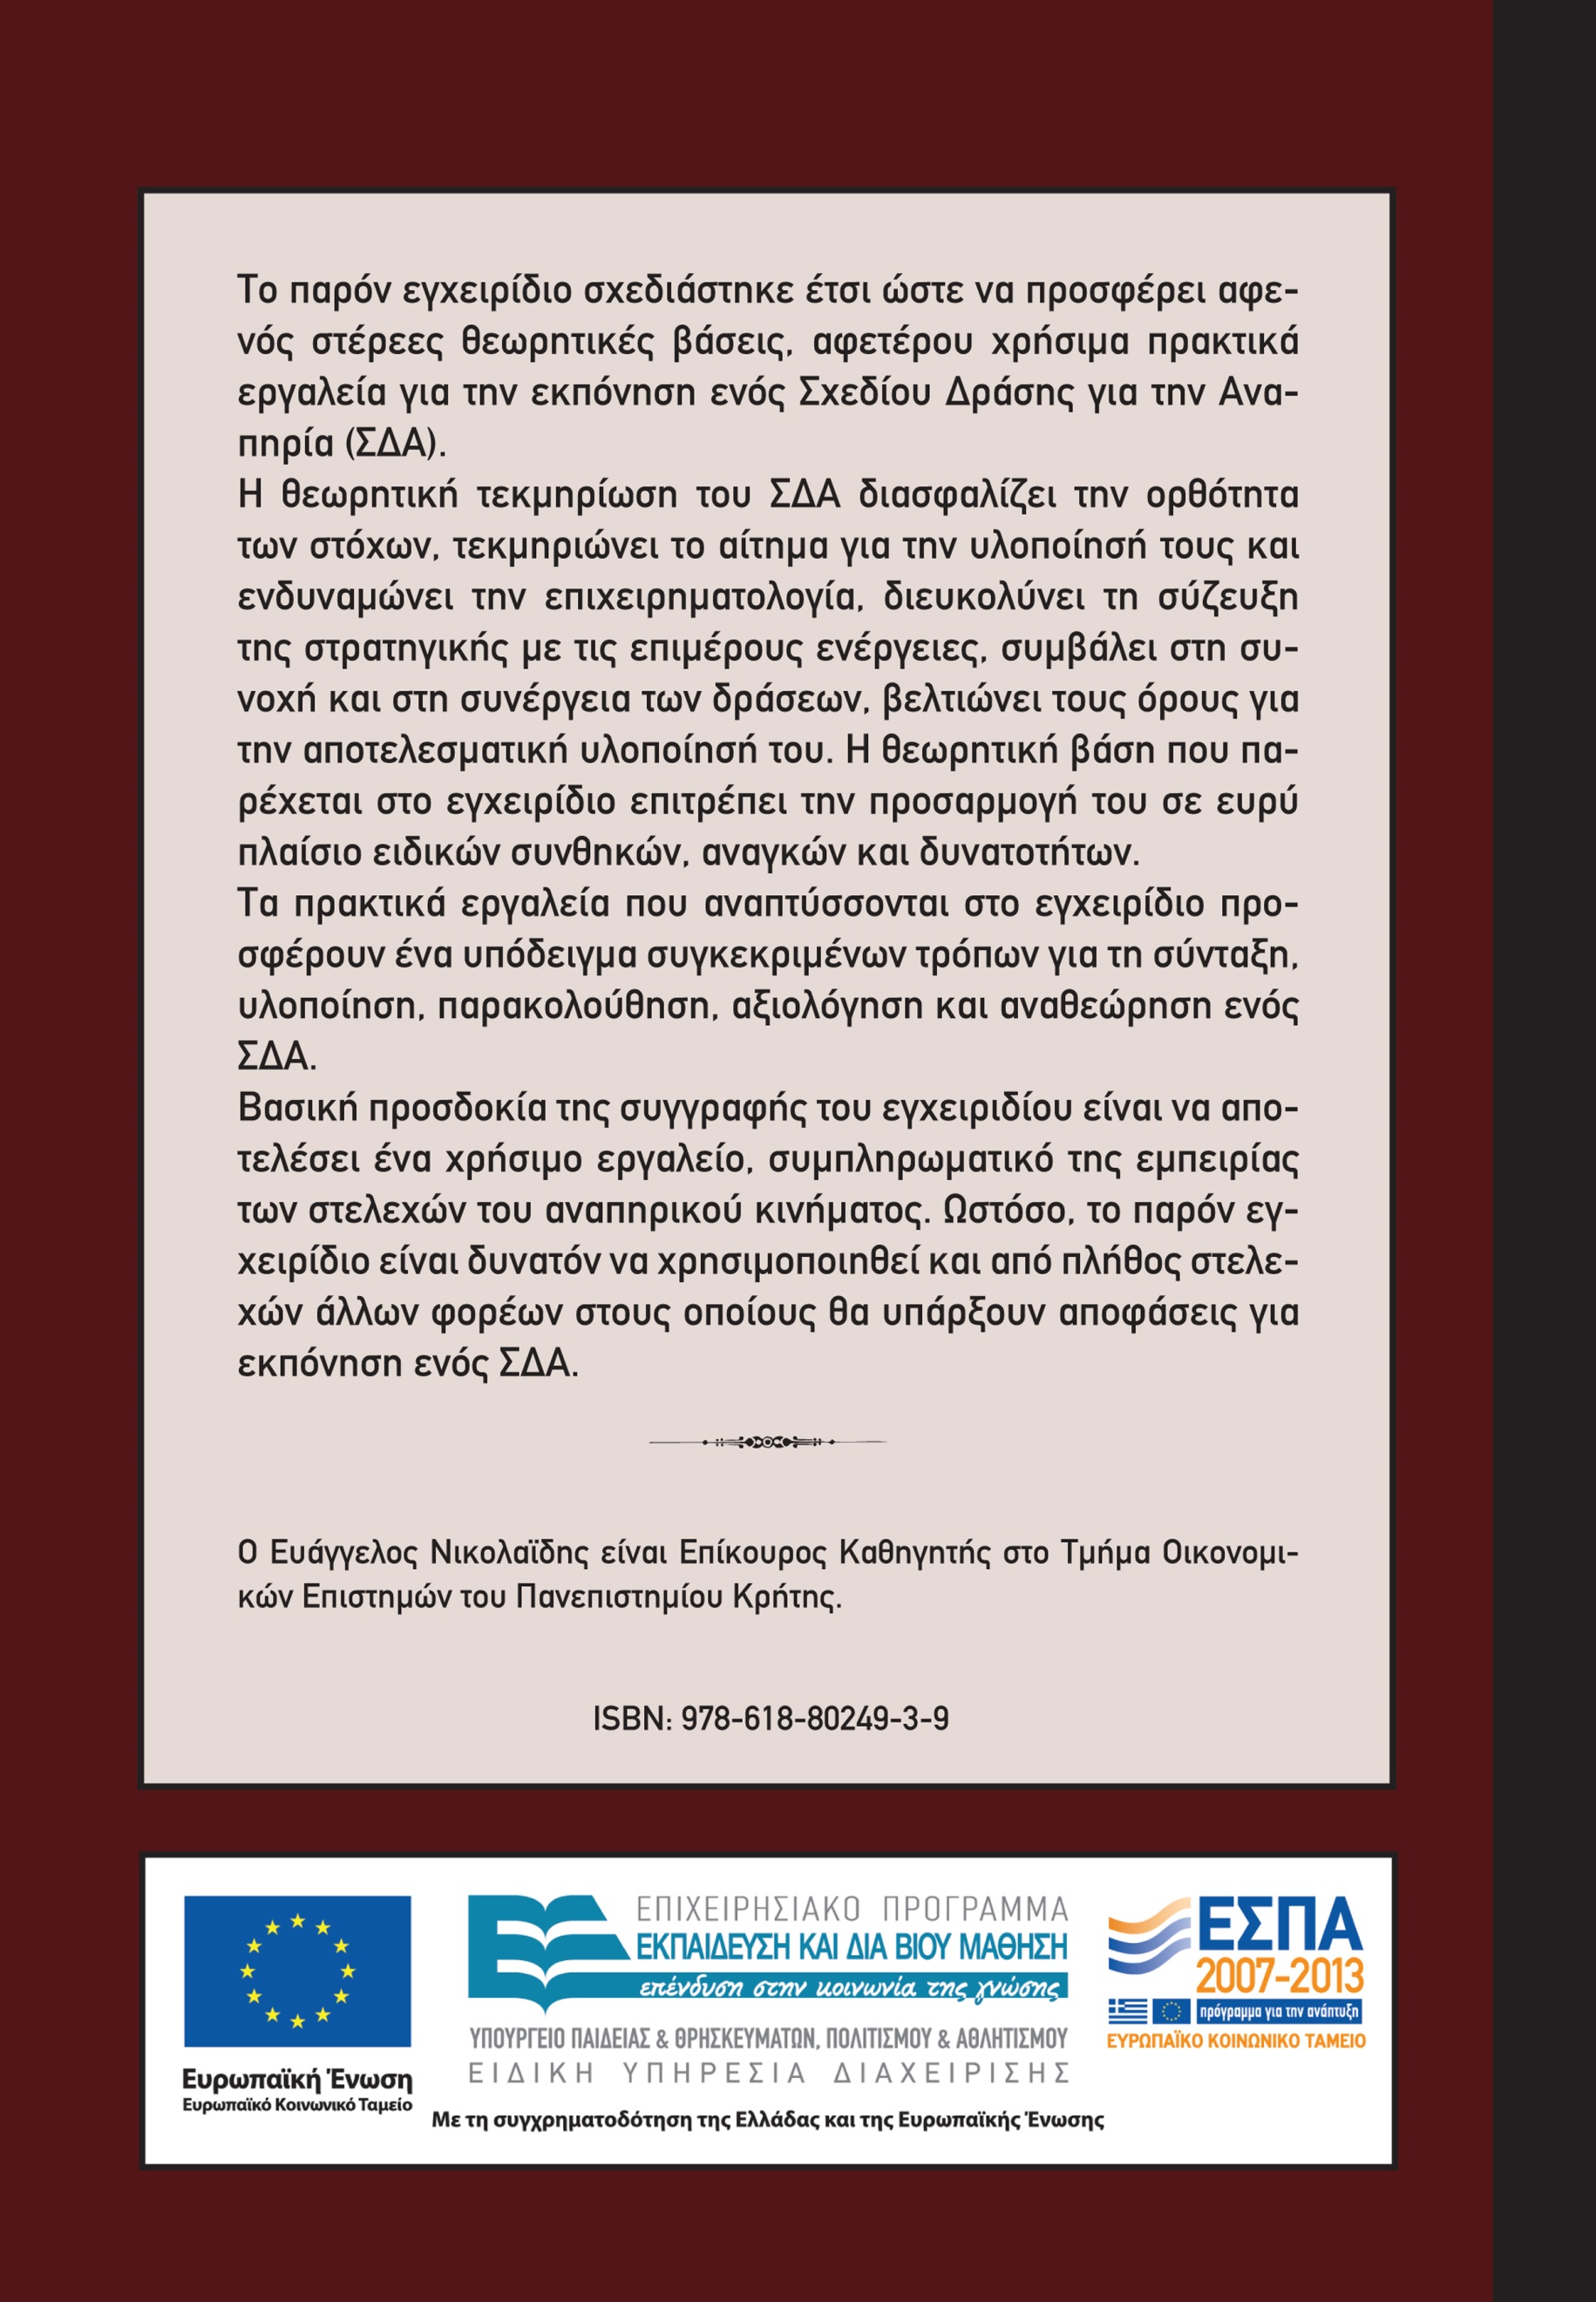 Το παρόν εγχειρίδιο σχεδιάστηκε έτσι ώστε να προσφέρει αφε-
νός στέρεες θεωρητικές βάσεις, αφετέρου χρήσιμα πρακτικά
εργαλεία για την εκπόνηση ενός Σχεδίου Δράσης για την Ανα-
πηρία (ΣΔΑ).
Η θεωρητική τεκμηρίωση του ΣΔΑ διασφαλίζει την ορθότητα
των στόχων, τεκμηριώνει το αίτημα για την υλοποίησή τους και
ενδυναμώνει την επιχειρηματολογία, διευκολύνει τη σύζευξη
της στρατηγικής με τις επιμέρους ενέργειες, συμβάλει στη συ-
νοχή και στη συνέργεια των δράσεων, βελτιώνει τους όρους για
την αποτελεσματική υλοποίησή του. Η θεωρητική βάση που πα-
ρέχεται στο εγχειρίδιο επιτρέπει την προσαρμογή του σε ευρύ
πλαίσιο ειδικών συνθηκών, αναγκών και δυνατοτήτων.
Τα πρακτικά εργαλεία που αναπτύσσονται στο εγχειρίδιο προ-
σφέρουν ένα υπόδειγμα συγκεκριμένων τρόπων για τη σύνταξη,
υλοποίηση, παρακολούθηση, αξιολόγηση και αναθεώρηση ενός
ΣΔΑ.
Βασική προσδοκία της συγγραφής του εγχειριδίου είναι να απο-
τελέσει ένα χρήσιμο εργαλείο, συμπληρωματικό της εμπειρίας
των στελεχών του αναπηρικού κινήματος. Ωστόσο, το παρόν εγ-
χειρίδιο είναι δυνατόν να χρησιμοποιηθεί και από πλήθος στελε-
χών άλλων φορέων στους οποίους θα υπάρξουν αποφάσεις για
εκπόνηση ενός ΣΔΑ.
Ο Ευάγγελος Νικολαϊδης είναι Επίκουρος Καθηγητής στο Τμήμα Οικονομι-
κών Επιστημών του Πανεπιστημίου Κρήτης.
ISBN: 978-618-80249-3-9
Ευρωπαϊκή Ένωση
Ευρωπαϊκό Κοινωνικό Ταμείο
ΕΠΙΧΕΙΡΗΣΙΑΚΟ ΠΡΟΓΡΑΜΜΑ
ΕΚΠΑΙΔΕΥΣΗ ΚΑΙ ΔΙΑ ΒΙΟΥ ΜΑΘΗΣΗ
επένδυση στην κοινωνία της γνώσης
ΥΠΟΥΡΓΕΙΟ ΠΑΙΔΕΙΑΣ & ΘΡΗΣΚΕΥΜΑΤΩΝ, ΠΟΛΙΤΙΣΜΟΥ & ΑΘΛΗΤΙΣΜΟΥ
ΕΙΔΙΚΗ ΥΠΗΡΕΣΙΑ ΔΙΑΧΕΙΡΙΣΗΣ
Με τη συγχρηματοδότηση της Ελλάδας και της Ευρωπαϊκής Ένωσης
ΕΣΠΑ
2007-2013
πρόγραμμα για την ανάπτυξη
ΕΥΡΩΠΑΪΚΟ ΚΟΙΝΩΝΙΚΟ ΤΑΜΕΙΟ